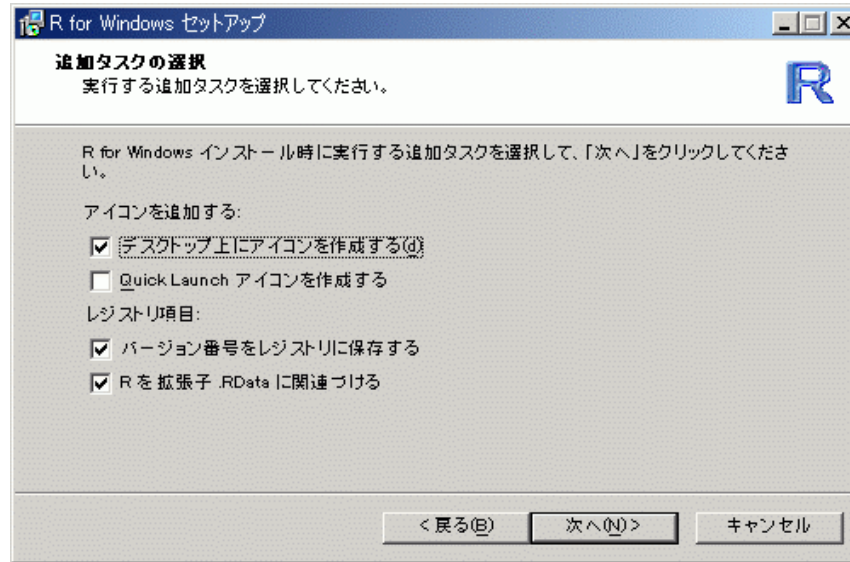 R for Windows セットアップ
追加タスクの選択
実行する追加タスクを選択してください。
R
R for Windows インストール時に実行する追加タスクを選択して、「次へ」をクリックしてくださ
い。
アイコンを追加する:
デスクトップ上にアイコンを作成する(d)
Quick Launch アイコンを作成する
レジストリ項目:
バージョン番号をレジストリに保存する
R を拡張子 .RData に関連づける
< 戻る(B) 次へ(N) > キャンセル